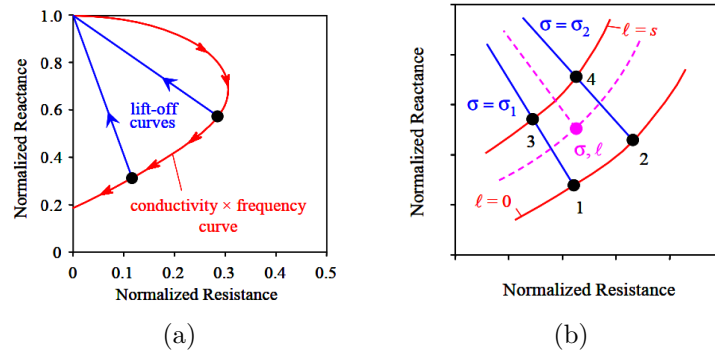 1.0
0.8
0.6
0.4
0.2
0
Normalized Reactance
lift-off
curves
conductivity × frequency
curve
0
0.1
0.2
0.3
0.4
0.5
Normalized Resistance
(a)
Normalized Reactance
σ = σ₂
ℓ = s
σ = σ₁
4
3
σ, ℓ
2
1
ℓ = 0
Normalized Resistance
(b)